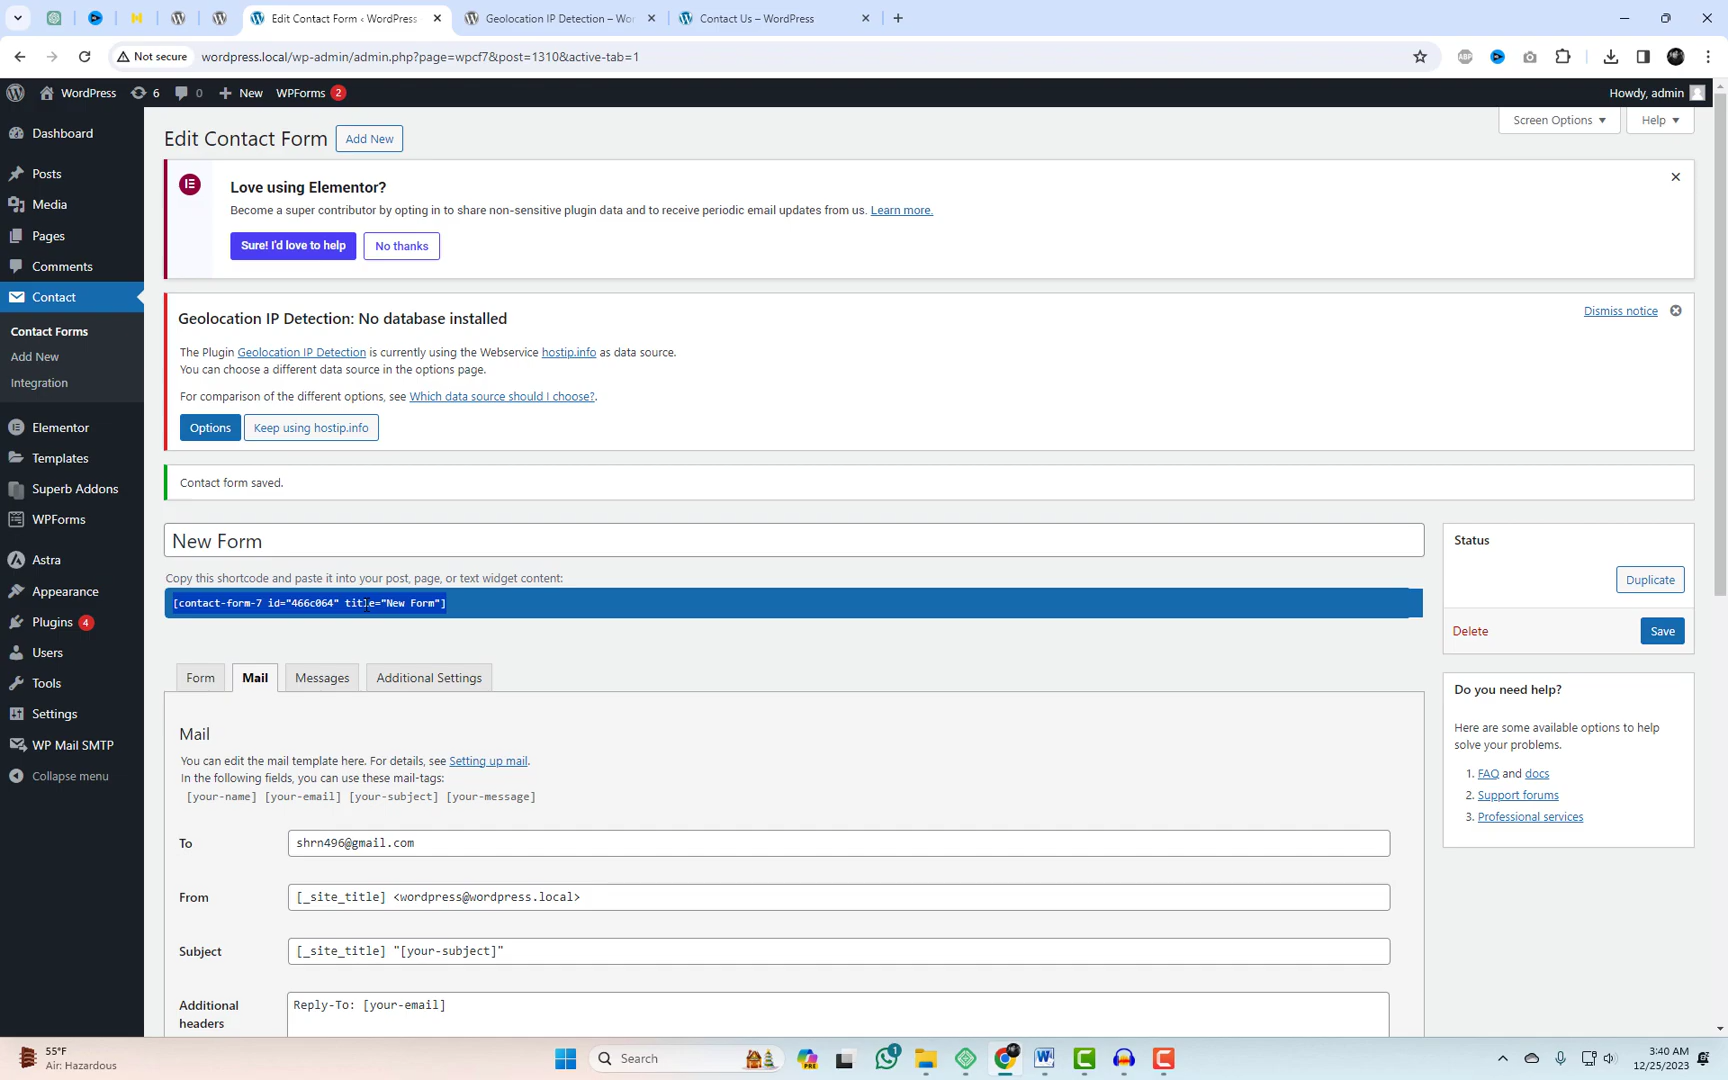 Edit Contact Form ‹ WordPress
Geolocation IP Detection – Wor
Contact Us – WordPress
Not secure
wordpress.local/wp-admin/admin.php?page=wpcf7&post=1310&active-tab=1
WordPress
6
0
New
WPForms 2
Howdy, admin
Dashboard
Posts
Media
Pages
Comments
Contact
Contact Forms
Add New
Integration
Elementor
Templates
Superb Addons
WPForms
Astra
Appearance
Plugins 4
Users
Tools
Settings
WP Mail SMTP
Collapse menu
Screen Options
Help
Edit Contact Form
Add New
Love using Elementor?
Become a super contributor by opting in to share non-sensitive plugin data and to receive periodic email updates from us. Learn more.
Sure! I'd love to help
No thanks
Geolocation IP Detection: No database installed
Dismiss notice
The Plugin Geolocation IP Detection is currently using the Webservice hostip.info as data source.
You can choose a different data source in the options page.
For comparison of the different options, see Which data source should I choose?.
Options
Keep using hostip.info
Contact form saved.
New Form
Copy this shortcode and paste it into your post, page, or text widget content:
[contact-form-7 id="466c064" title="New Form"]
Form
Mail
Messages
Additional Settings
Mail
You can edit the mail template here. For details, see Setting up mail.
In the following fields, you can use these mail-tags:
[your-name] [your-email] [your-subject] [your-message]
To
shrn496@gmail.com
From
[_site_title] <wordpress@wordpress.local>
Subject
[_site_title] "[your-subject]"
Additional
headers
Reply-To: [your-email]
Status
Duplicate
Delete
Save
Do you need help?
Here are some available options to help
solve your problems.
1. FAQ and docs
2. Support forums
3. Professional services
55°F
Air: Hazardous
Search
PRE
1
3:40 AM
12/25/2023